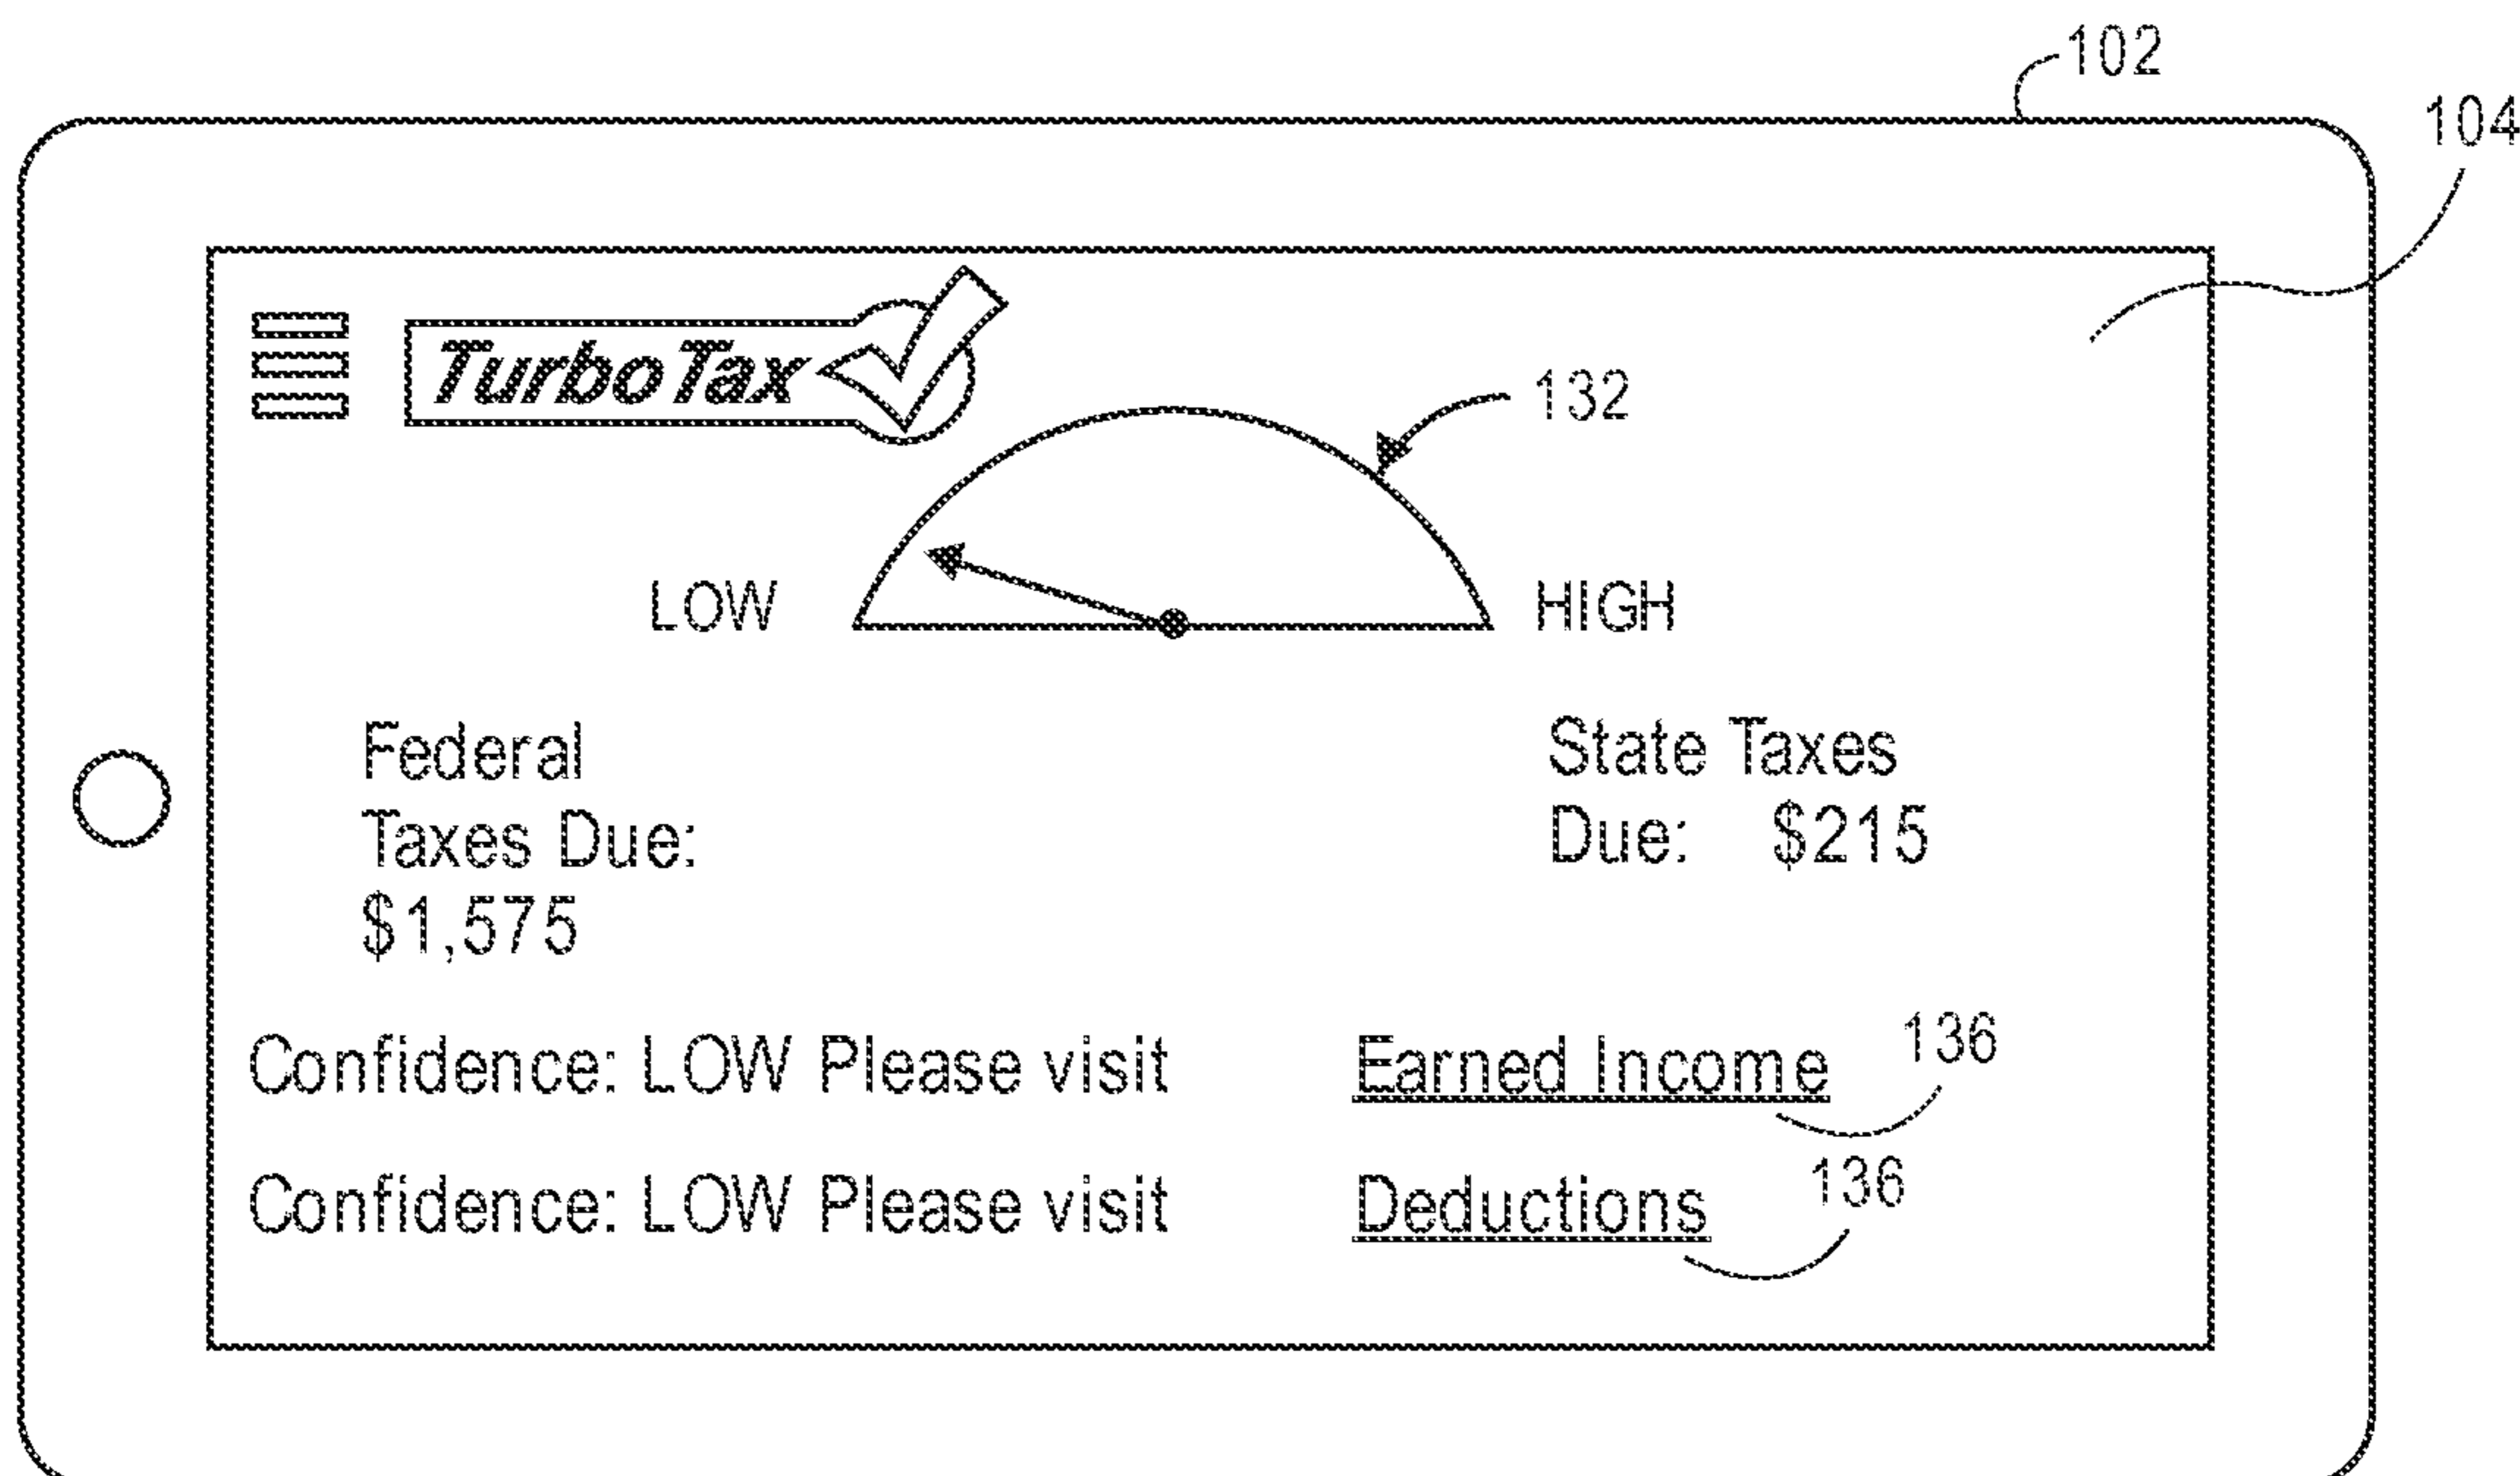 102
104
TurboTax
132
LOW HIGH
Federal
Taxes Due:
$1,575
State Taxes
Due: $215
Confidence: LOW Please visit Earned Income 136
Confidence: LOW Please visit Deductions 136